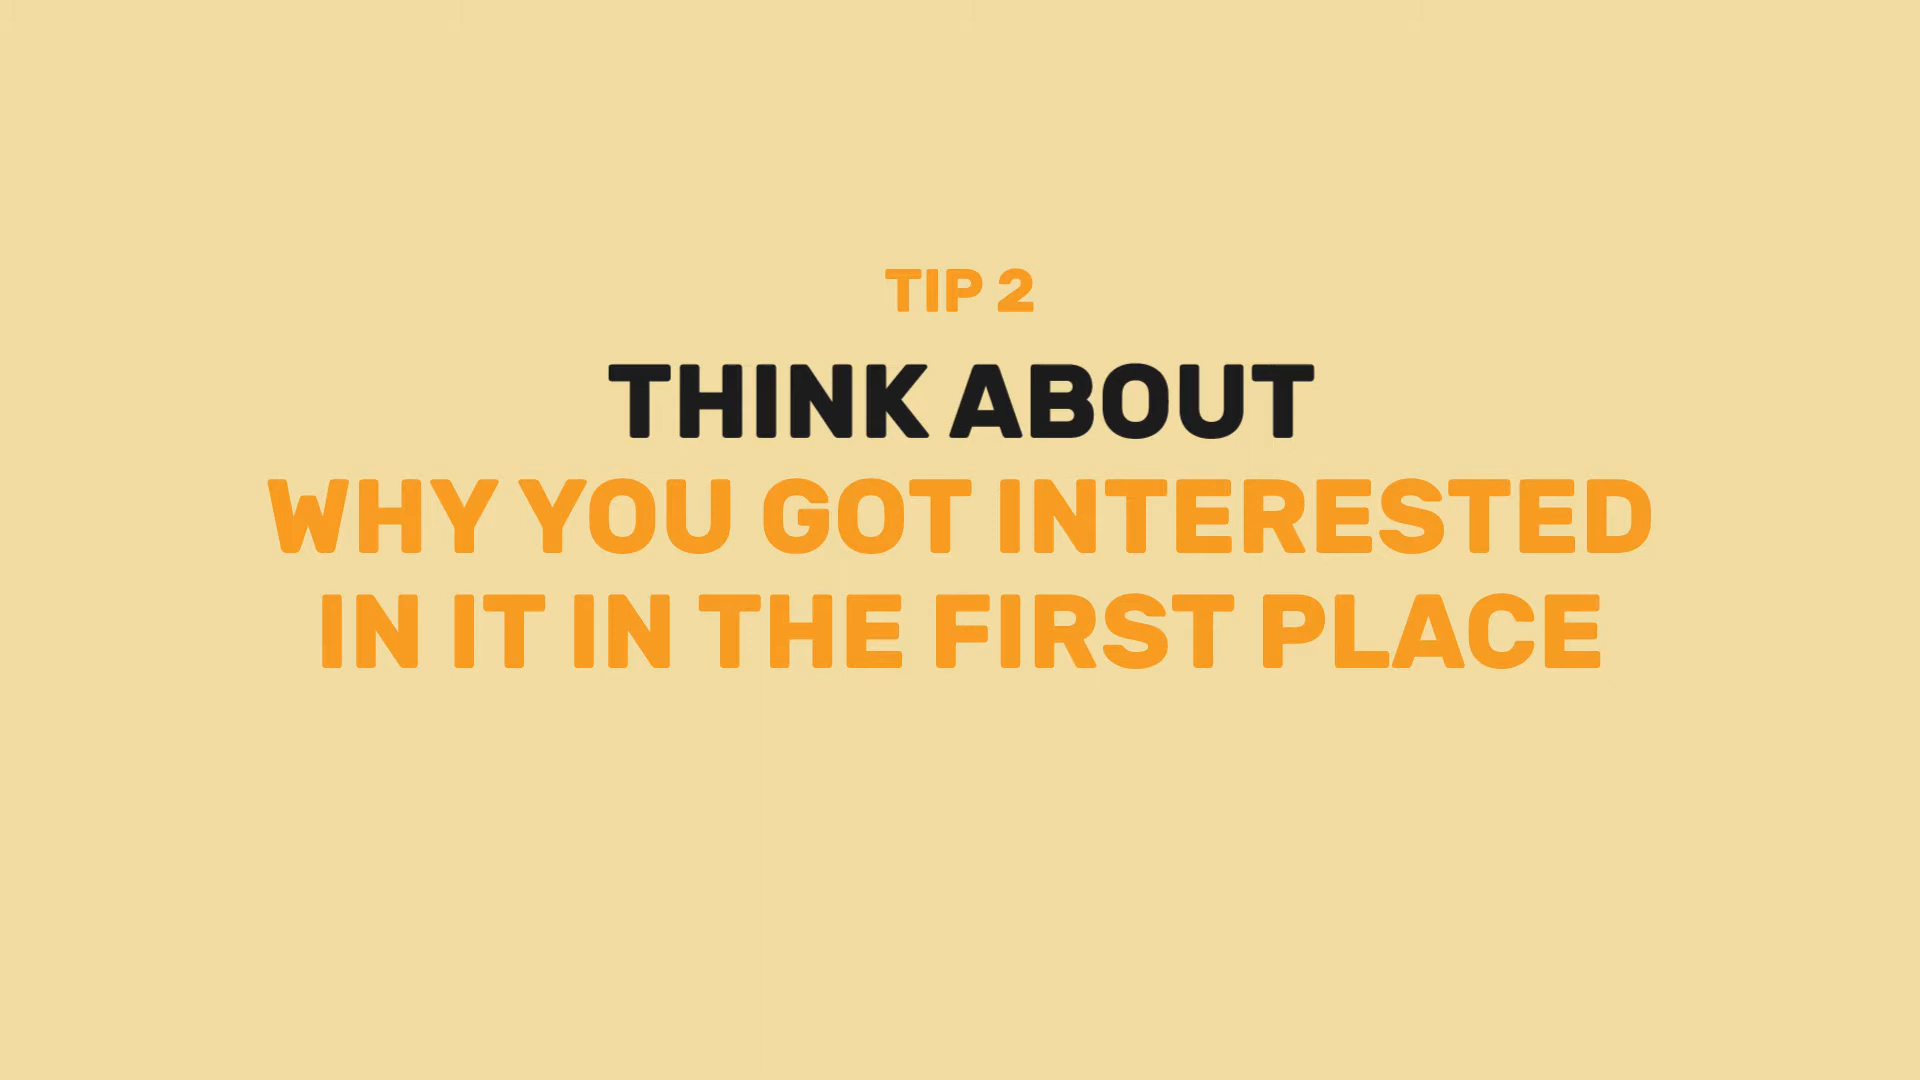 TIP 2
THINK ABOUT
WHY YOU GOT INTERESTED
IN IT IN THE FIRST PLACE